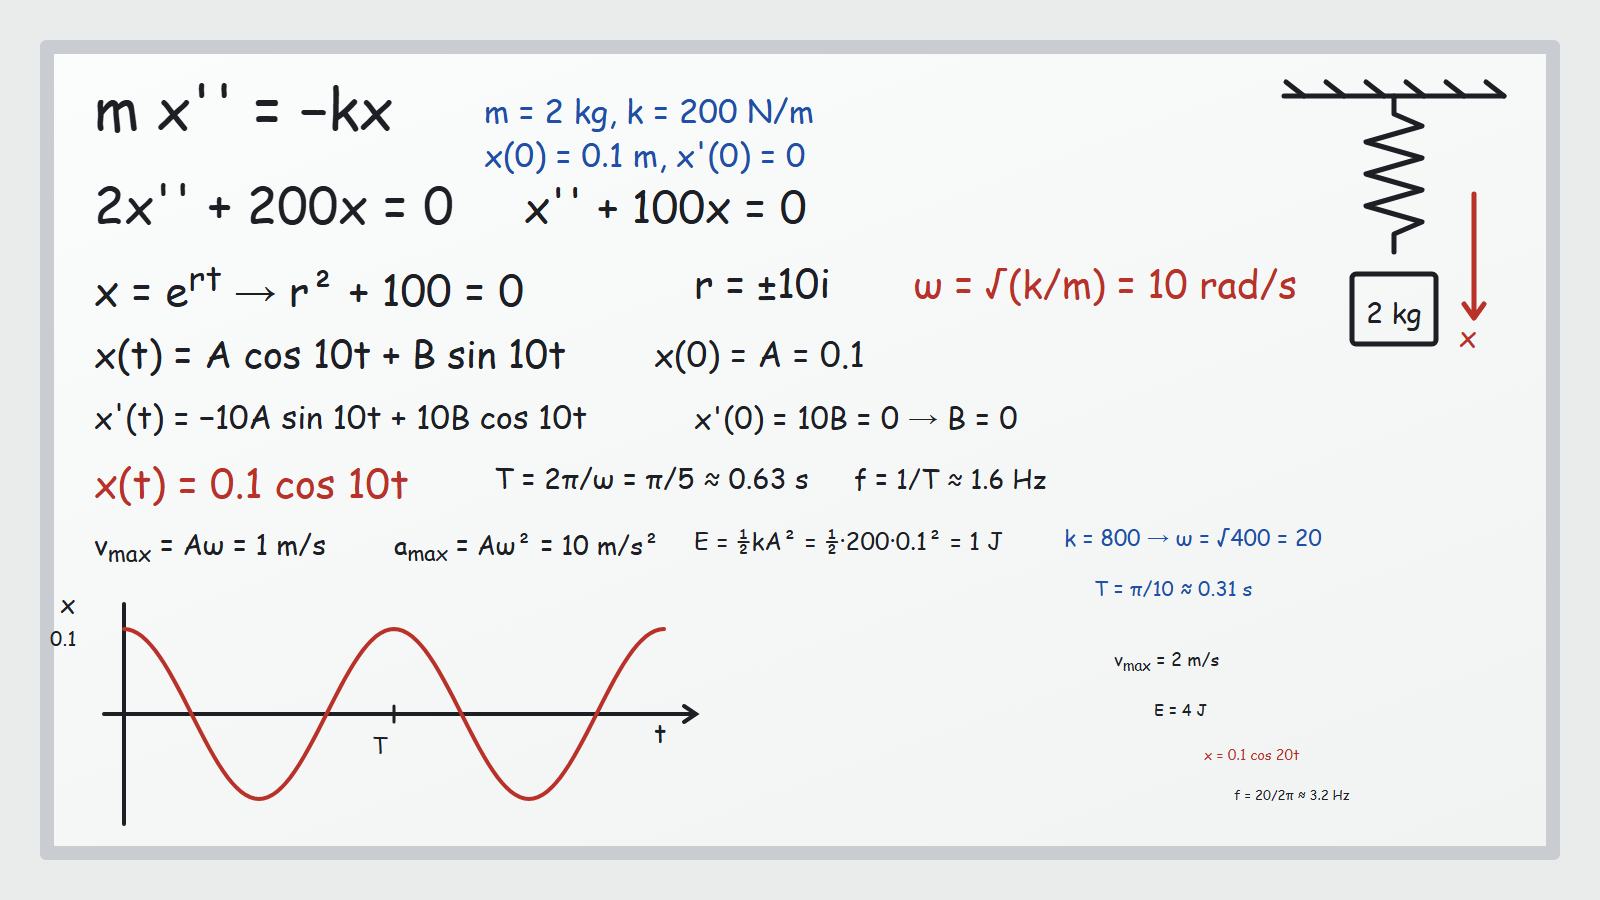 m x'' = −kx
m = 2 kg, k = 200 N/m
x(0) = 0.1 m, x'(0) = 0
2x'' + 200x = 0
x'' + 100x = 0
x = eʳᵗ → r² + 100 = 0
r = ±10i
ω = √(k/m) = 10 rad/s
2 kg
x
x(t) = A cos 10t + B sin 10t
x(0) = A = 0.1
x'(t) = −10A sin 10t + 10B cos 10t
x'(0) = 10B = 0 → B = 0
x(t) = 0.1 cos 10t
T = 2π/ω = π/5 ≈ 0.63 s
f = 1/T ≈ 1.6 Hz
vmax = Aω = 1 m/s
amax = Aω² = 10 m/s²
E = ½kA² = ½·200·0.1² = 1 J
k = 800 → ω = √400 = 20
T = π/10 ≈ 0.31 s
vmax = 2 m/s
E = 4 J
x = 0.1 cos 20t
f = 20/2π ≈ 3.2 Hz
x
0.1
T
t